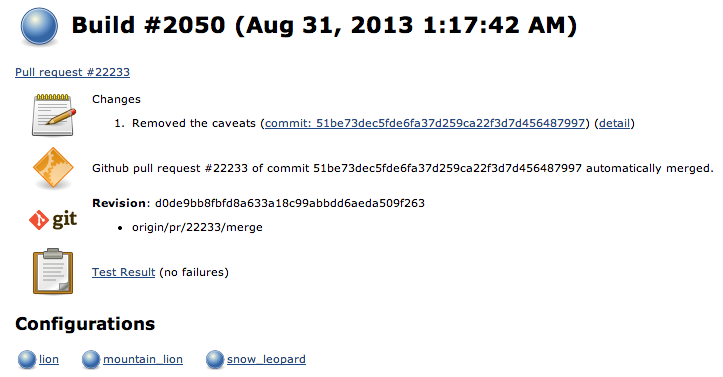 Build #2050 (Aug 31, 2013 1:17:42 AM)
Pull request #22233
Changes
1. Removed the caveats (commit: 51be73dec5fde6fa37d259ca22f3d7d456487997) (detail)
Github pull request #22233 of commit 51be73dec5fde6fa37d259ca22f3d7d456487997 automatically merged.
Revision: d0de9bb8fbfd8a633a18c99abbdd6aeda509f263
git
• origin/pr/22233/merge
Test Result (no failures)
Configurations
lion mountain_lion snow_leopard